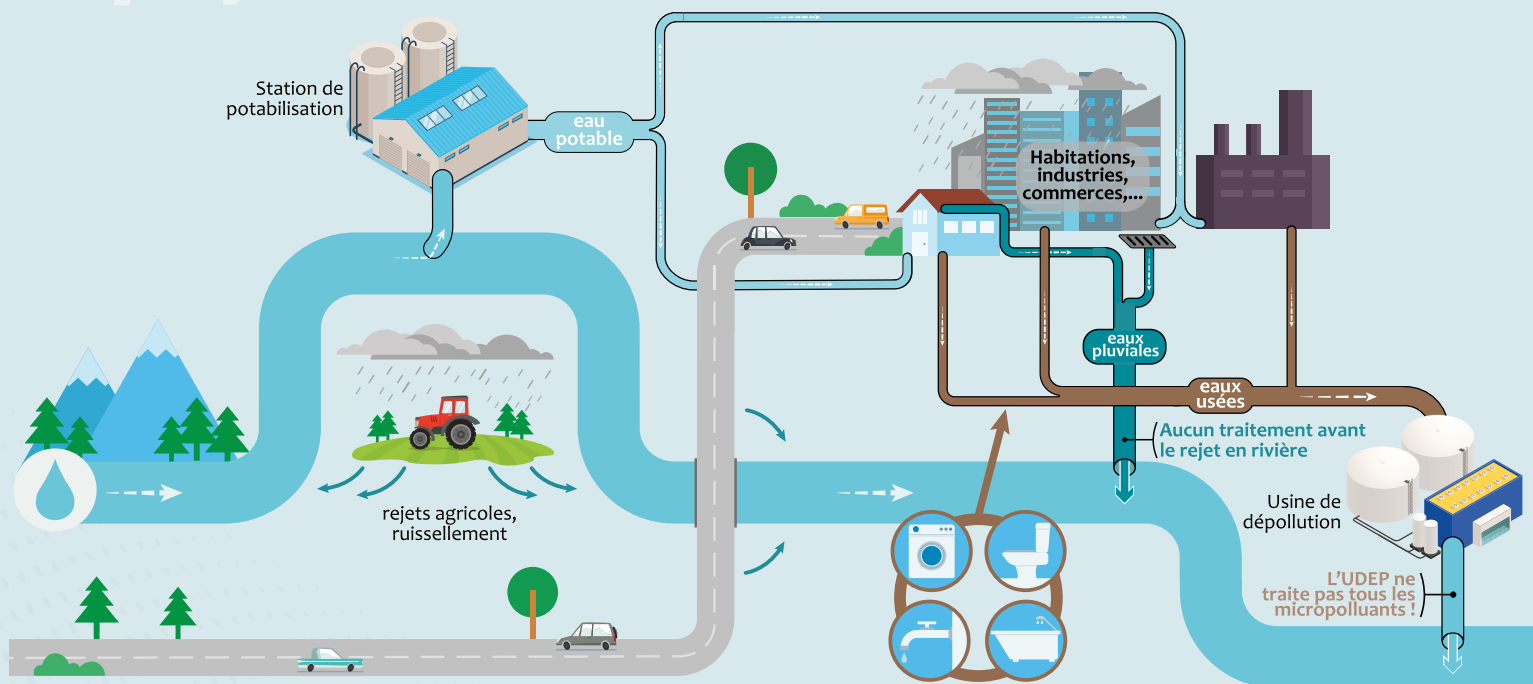 Station de
potabilisation
eau
potable
Habitations,
industries,
commerces,...
eaux
pluviales
eaux
usées
Aucun traitement avant
le rejet en rivière
rejets agricoles,
ruissellement
Usine de
dépollution
L'UDEP ne
traite pas tous les
micropolluants !